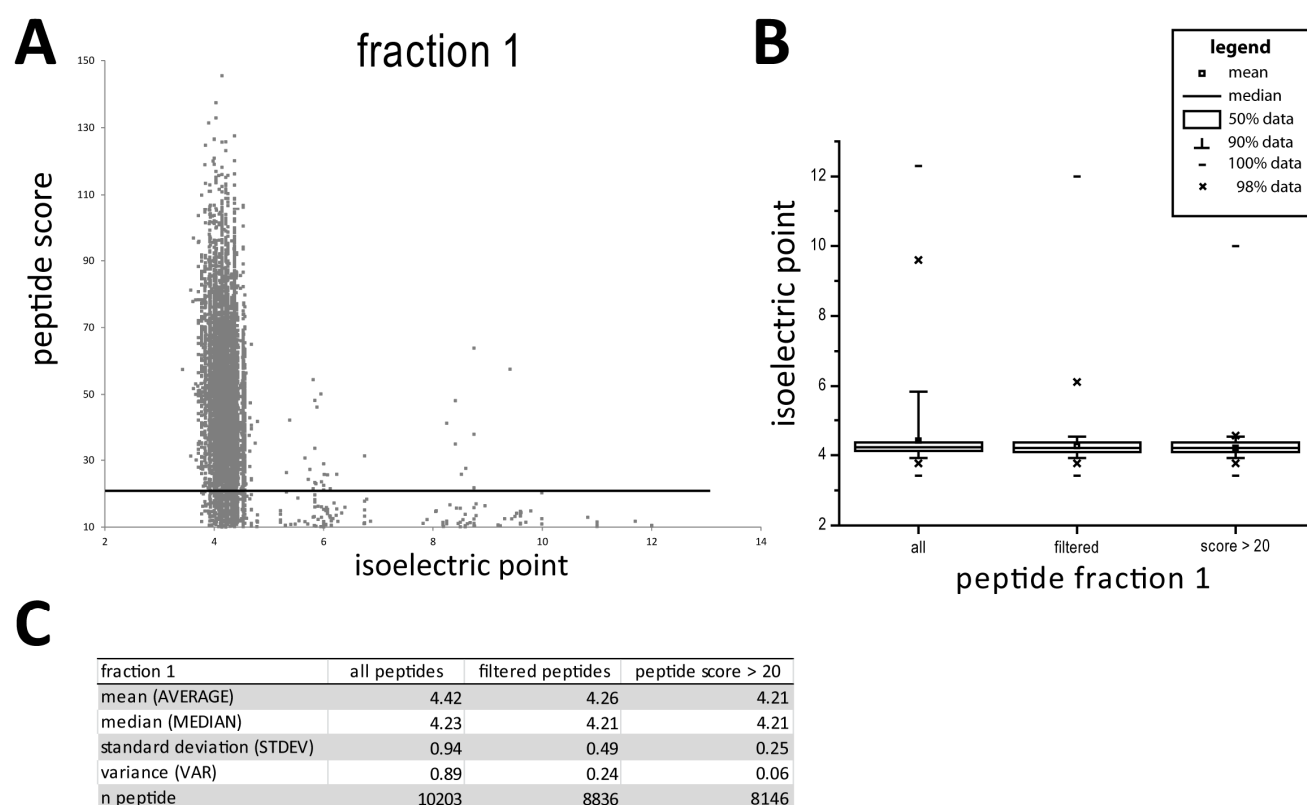 A
fraction 1
peptide score
150
130
110
90
70
50
30
10
2
4
6
8
10
12
14
isoelectric point
B
legend
mean
median
50% data
90% data
100% data
98% data
isoelectric point
12
10
8
6
4
2
all
filtered
score > 20
peptide fraction 1
C
fraction 1 all peptides filtered peptides peptide score > 20
mean (AVERAGE) 4.42 4.26 4.21
median (MEDIAN) 4.23 4.21 4.21
standard deviation (STDEV) 0.94 0.49 0.25
variance (VAR) 0.89 0.24 0.06
n peptide 10203 8836 8146